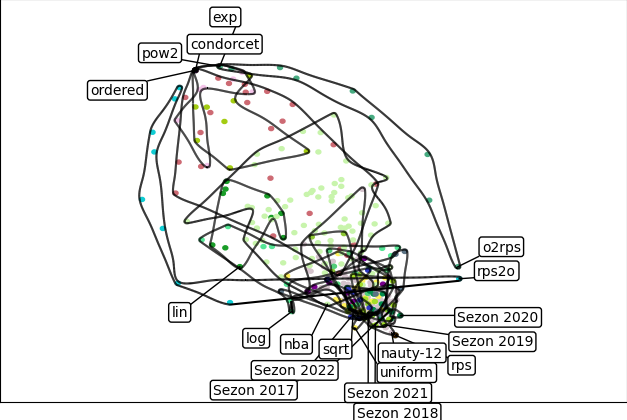 exp
condorcet
pow2
ordered
o2rps
rps2o
lin
Sezon 2020
log
nba
sqrt
Sezon 2019
nauty-12
rps
Sezon 2022
uniform
Sezon 2017
Sezon 2021
Sezon 2018